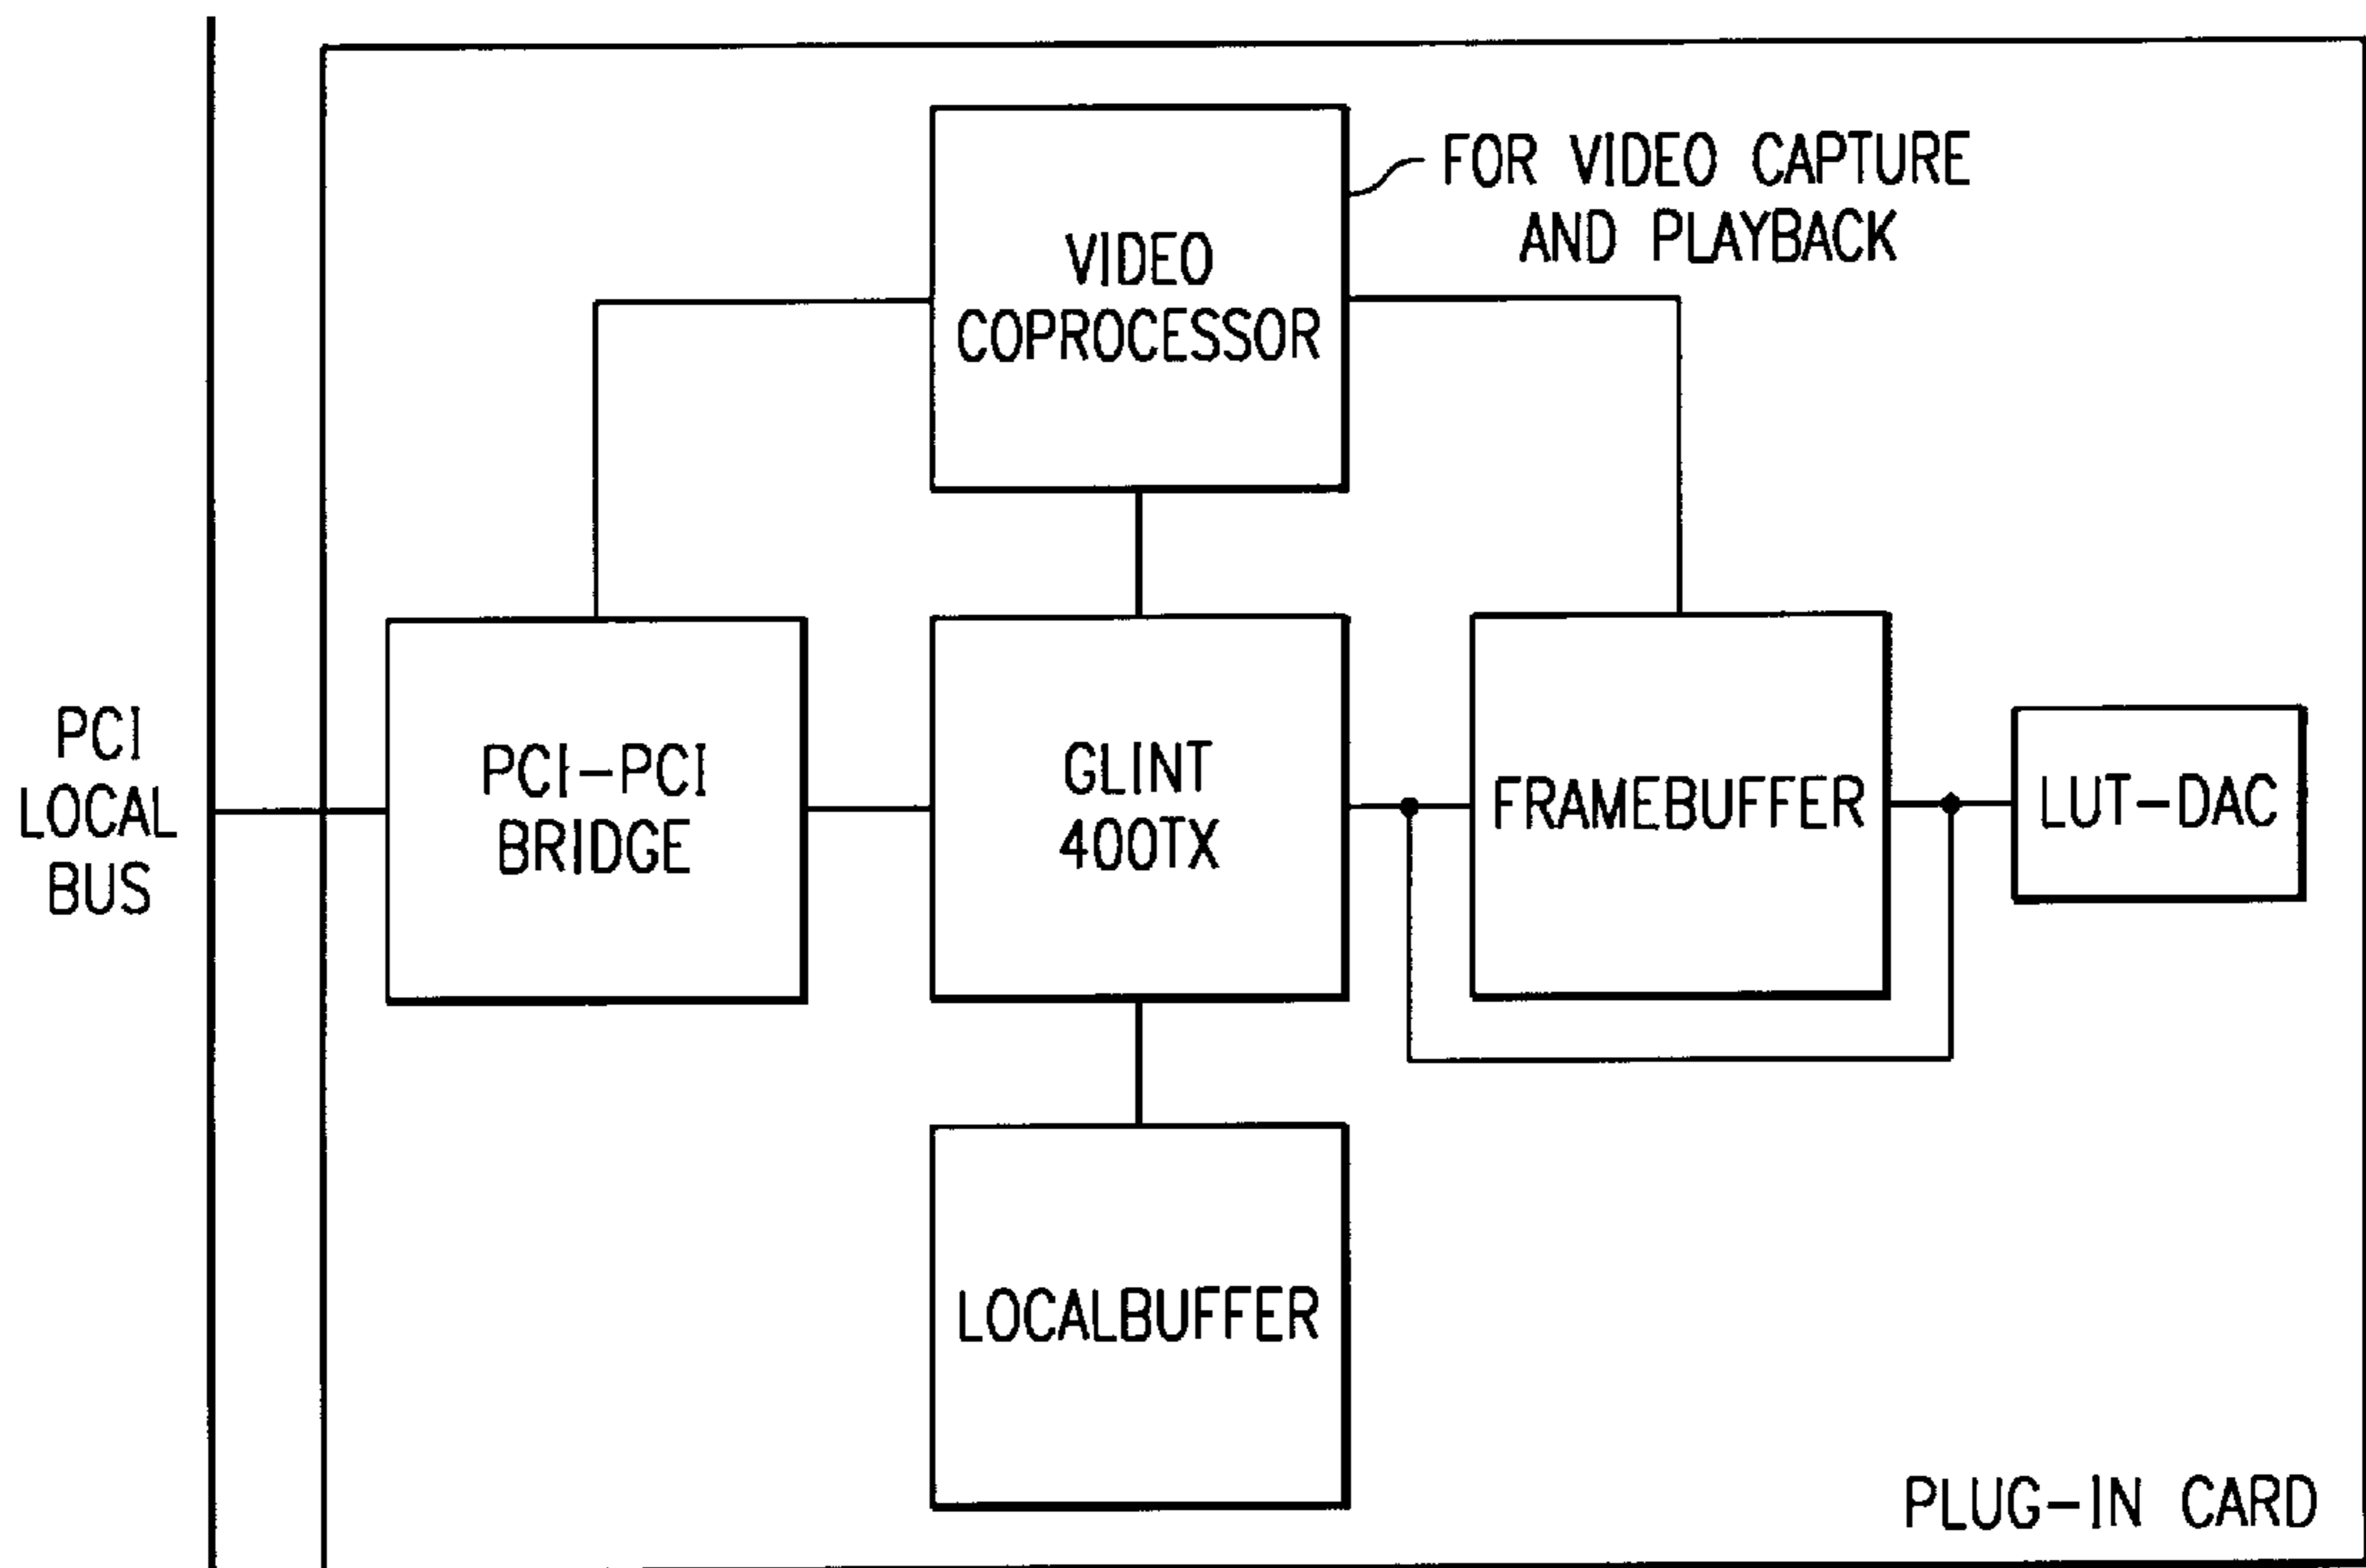 FOR VIDEO CAPTURE
AND PLAYBACK
VIDEO
COPROCESSOR
PCI
LOCAL
BUS
PCI-PCI
BRIDGE
GLINT
400TX
FRAMEBUFFER
LUT-DAC
LOCALBUFFER
PLUG-IN CARD